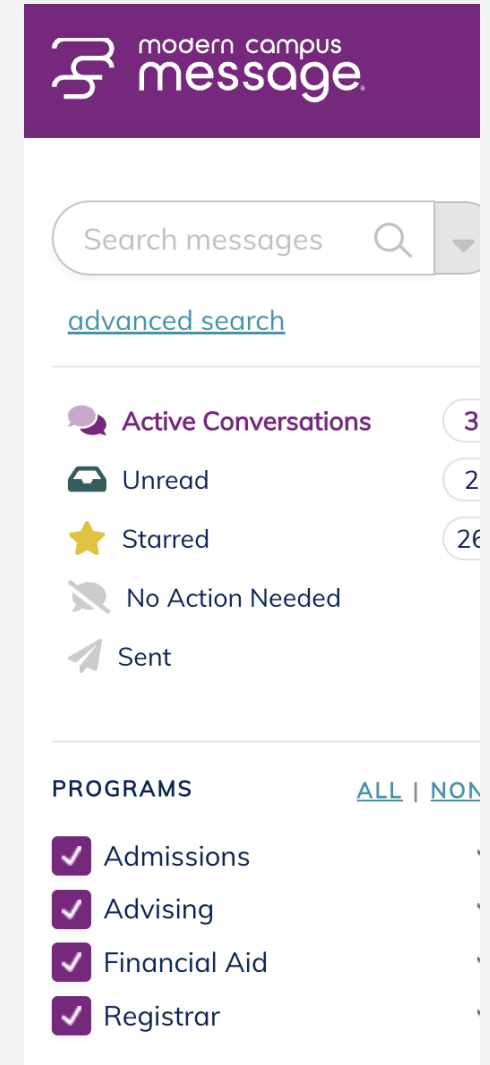 modern campus
message
Search messages
advanced search
Active Conversations 3
Unread 2
Starred
No Action Needed
Sent
PROGRAMS ALL |
Admissions
Advising
Financial Aid
Registrar